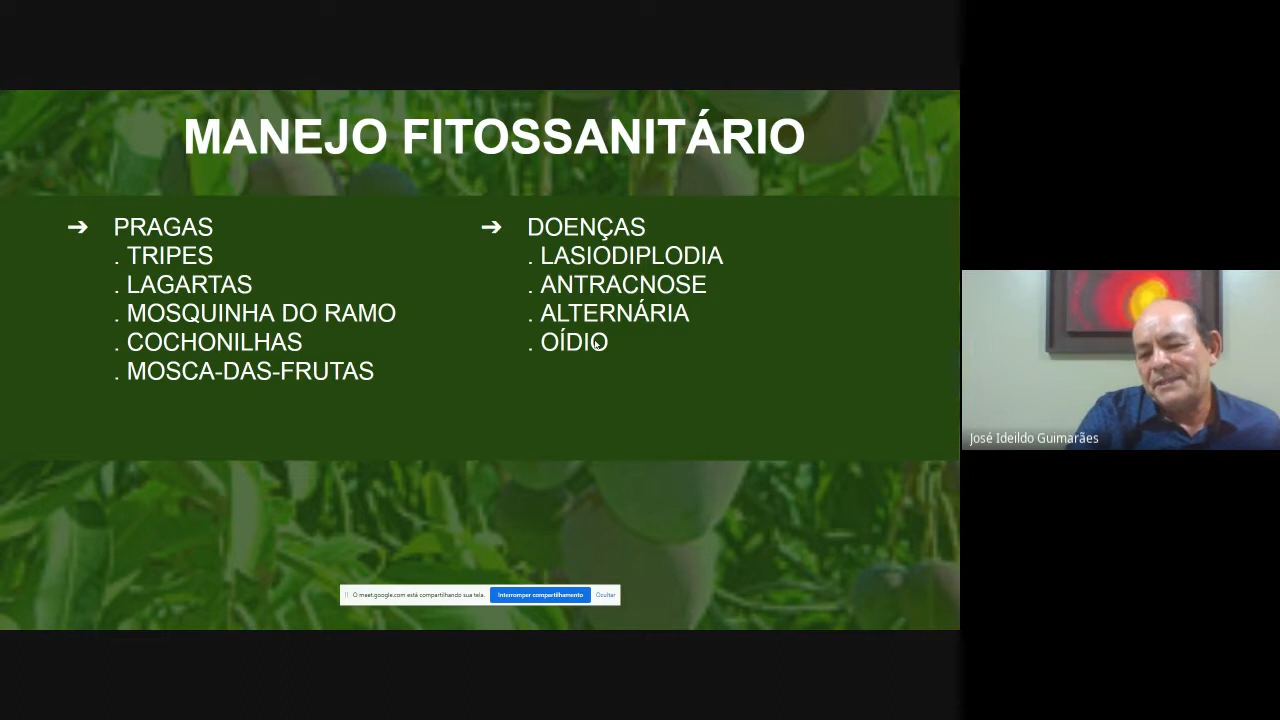 MANEJO FITOSSANITÁRIO
➔ PRAGAS
. TRIPES
. LAGARTAS
. MOSQUINHA DO RAMO
. COCHONILHAS
. MOSCA-DAS-FRUTAS
➔ DOENÇAS
. LASIODIPLODIA
. ANTRACNOSE
. ALTERNÁRIA
. OÍDIO
José Ideildo Guimarães
O meet.google.com está compartilhando sua tela. Interromper compartilhamento Ocultar